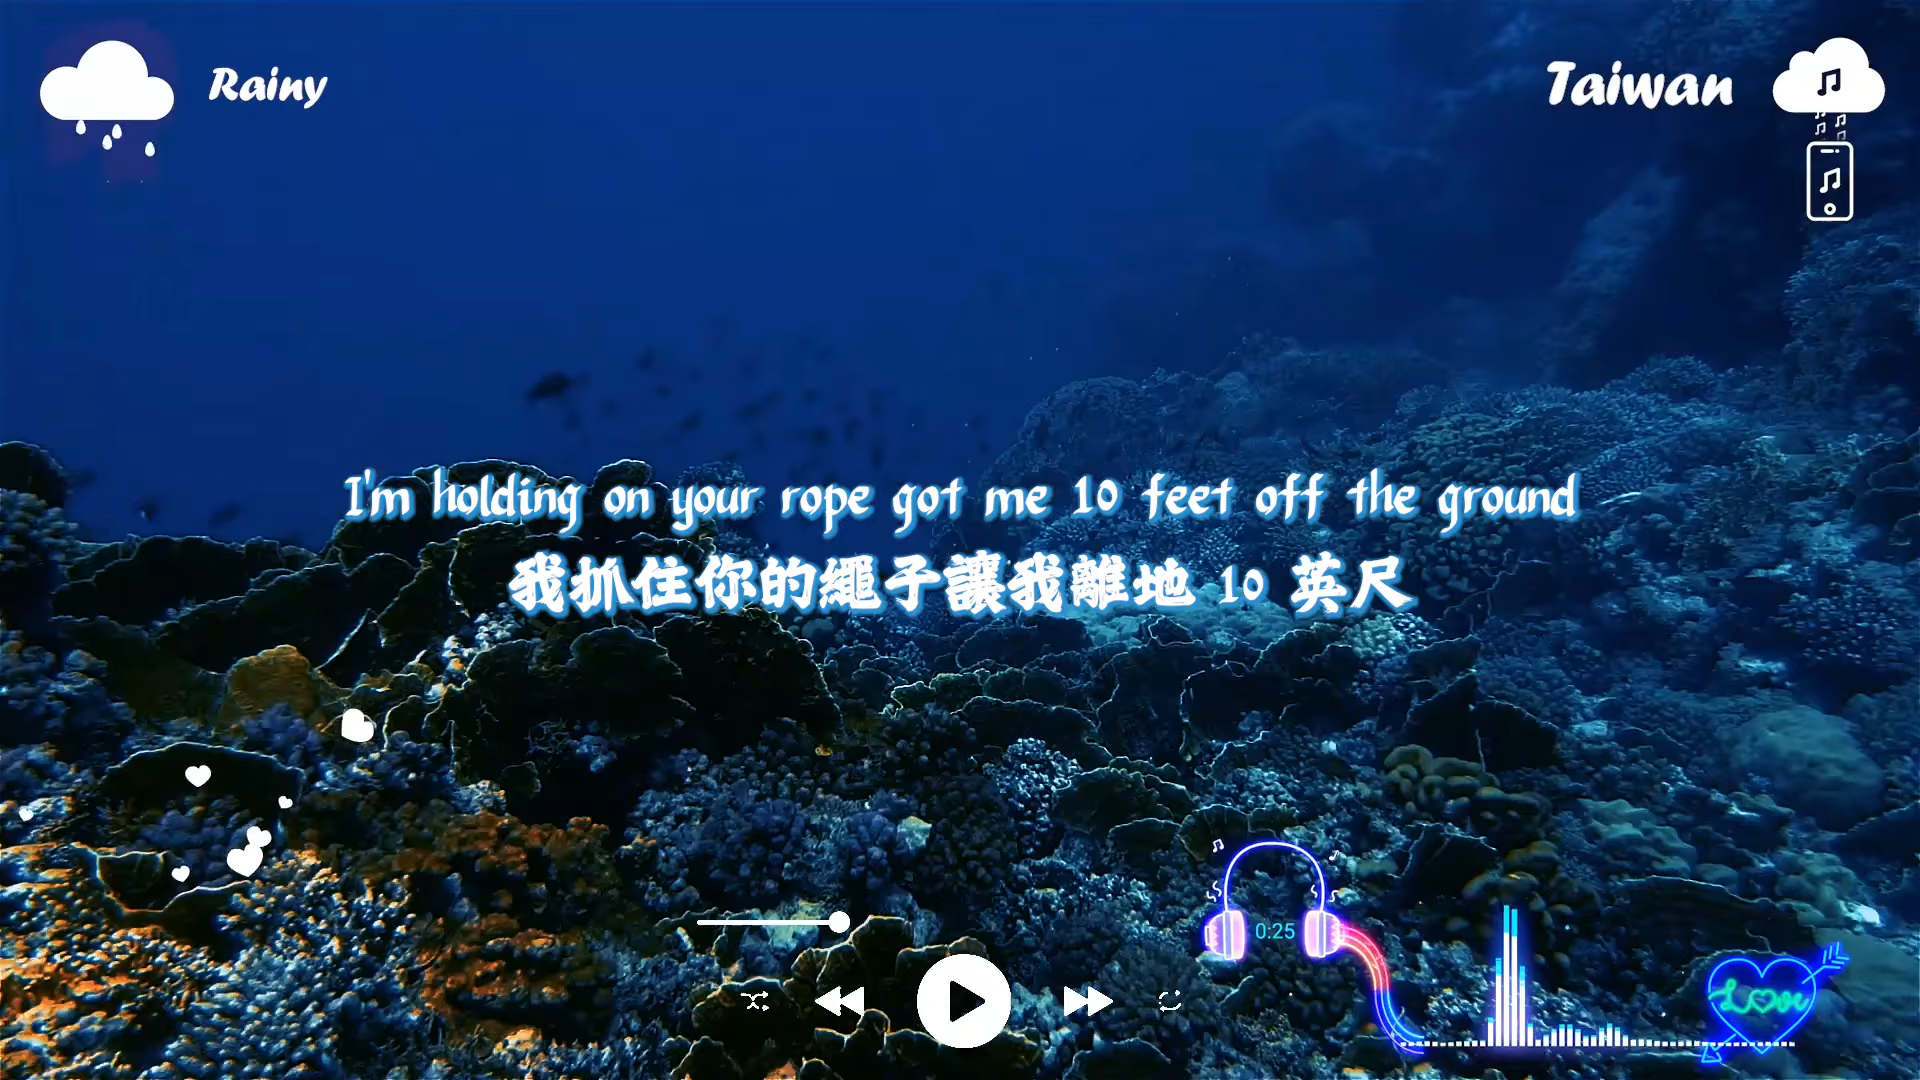 Rainy
Taiwan
I'm holding on your rope got me 10 feet off the ground
我抓住你的繩子讓我離地 10 英尺
0:25
Love